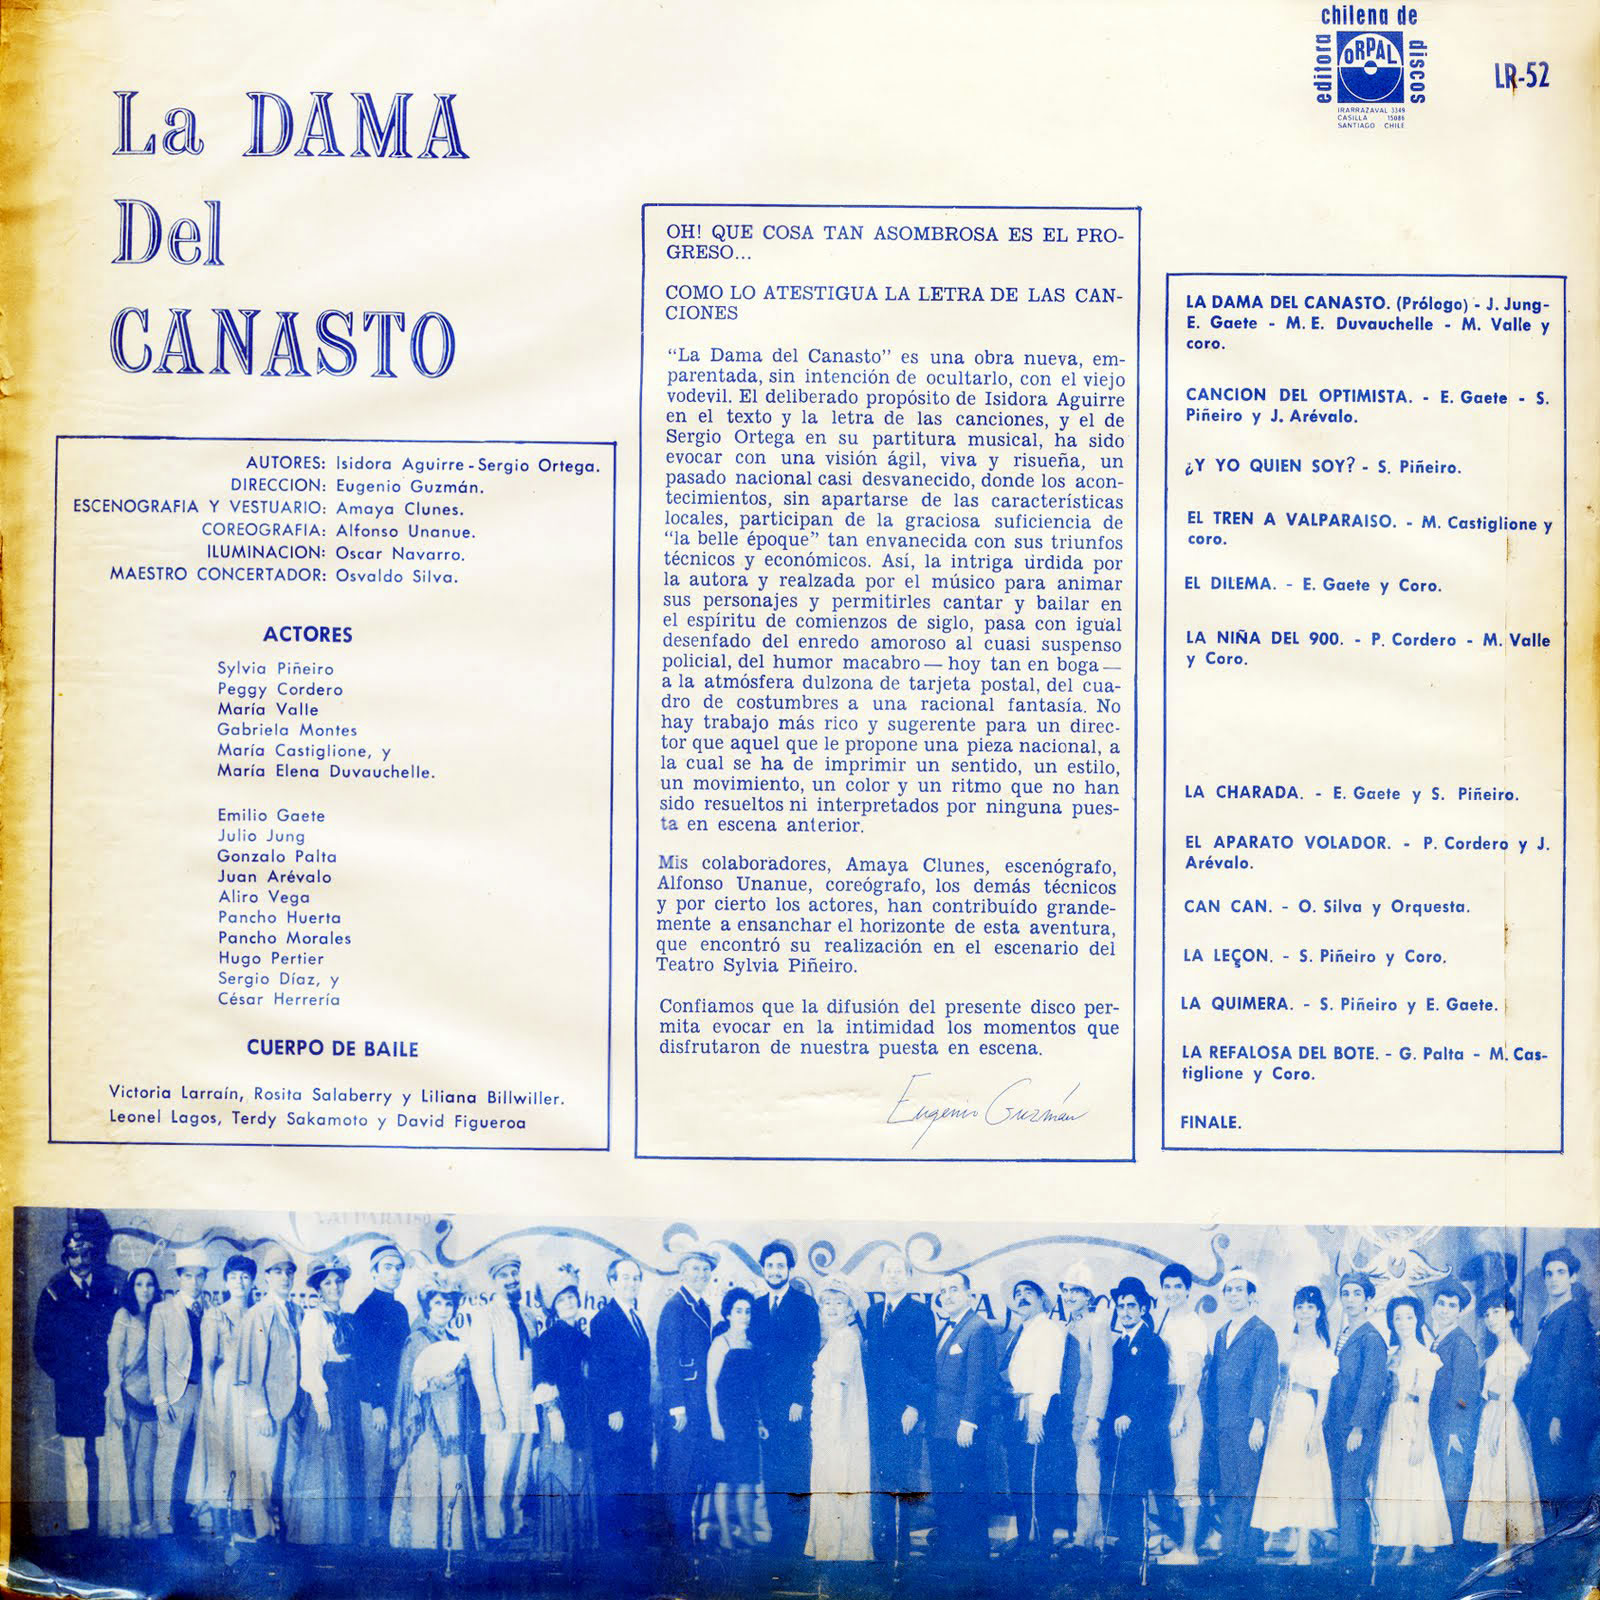 chilena de
editora
discos
ORPAL
IRARRAZAVAL 3349
CASILLA 15086
SANTIAGO CHILE
LR-52
La DAMA
Del
CANASTO
AUTORES: Isidora Aguirre - Sergio Ortega.
DIRECCION: Eugenio Guzmán.
ESCENOGRAFIA Y VESTUARIO: Amaya Clunes.
COREOGRAFIA: Alfonso Unanue.
ILUMINACION: Oscar Navarro.
MAESTRO CONCERTADOR: Osvaldo Silva.
ACTORES
Sylvia Piñeiro
Peggy Cordero
María Valle
Gabriela Montes
María Castiglione, y
María Elena Duvauchelle.
Emilio Gaete
Julio Jung
Gonzalo Palta
Juan Arévalo
Aliro Vega
Pancho Huerta
Pancho Morales
Hugo Pertier
Sergio Díaz, y
César Herrería
CUERPO DE BAILE
Victoria Larraín, Rosita Salaberry y Liliana Billwiller.
Leonel Lagos, Terdy Sakamoto y David Figueroa
OH! QUE COSA TAN ASOMBROSA ES EL PRO-
GRESO...
COMO LO ATESTIGUA LA LETRA DE LAS CAN-
CIONES
"La Dama del Canasto" es una obra nueva, em-
parentada, sin intención de ocultarlo, con el viejo
vodevil. El deliberado propósito de Isidora Aguirre
en el texto y la letra de las canciones, y el de
Sergio Ortega en su partitura musical, ha sido
evocar con una visión ágil, viva y risueña, un
pasado nacional casi desvanecido, donde los acon-
tecimientos, sin apartarse de las características
locales, participan de la graciosa suficiencia de
"la belle époque" tan envanecida con sus triunfos
técnicos y económicos. Así, la intriga urdida por
la autora y realzada por el músico para animar
sus personajes y permitirles cantar y bailar en
el espíritu de comienzos de siglo, pasa con igual
desenfado del enredo amoroso al cuasi suspenso
policial, del humor macabro — hoy tan en boga —
a la atmósfera dulzona de tarjeta postal, del cua-
dro de costumbres a una racional fantasía. No
hay trabajo más rico y sugerente para un direc-
tor que aquel que le propone una pieza nacional, a
la cual se ha de imprimir un sentido, un estilo,
un movimiento, un color y un ritmo que no han
sido resueltos ni interpretados por ninguna pues-
ta en escena anterior.
Mis colaboradores, Amaya Clunes, escenógrafo,
Alfonso Unanue, coreógrafo, los demás técnicos
y por cierto los actores, han contribuído grande-
mente a ensanchar el horizonte de esta aventura,
que encontró su realización en el escenario del
Teatro Sylvia Piñeiro.
Confiamos que la difusión del presente disco per-
mita evocar en la intimidad los momentos que
disfrutaron de nuestra puesta en escena.
Eugenio Guzmán
LA DAMA DEL CANASTO. (Prólogo) - J. Jung-
E. Gaete - M. E. Duvauchelle - M. Valle y
coro.
CANCION DEL OPTIMISTA. - E. Gaete - S.
Piñeiro y J. Arévalo.
¿Y YO QUIEN SOY? - S. Piñeiro.
EL TREN A VALPARAISO. - M. Castiglione y
coro.
EL DILEMA. - E. Gaete y Coro.
LA NIÑA DEL 900. - P. Cordero - M. Valle
y Coro.
LA CHARADA. - E. Gaete y S. Piñeiro.
EL APARATO VOLADOR. - P. Cordero y J.
Arévalo.
CAN CAN. - O. Silva y Orquesta.
LA LEÇON. - S. Piñeiro y Coro.
LA QUIMERA. - S. Piñeiro y E. Gaete.
LA REFALOSA DEL BOTE. - G. Palta - M. Cas-
tiglione y Coro.
FINALE.
VALPARAISO